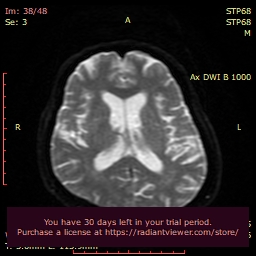 Im: 38/48
Se: 3
A
STP68
STP68
M
Ax DWI B 1000
R
L
You have 30 days left in your trial period.
Purchase a license at https://radiantviewer.com/store/